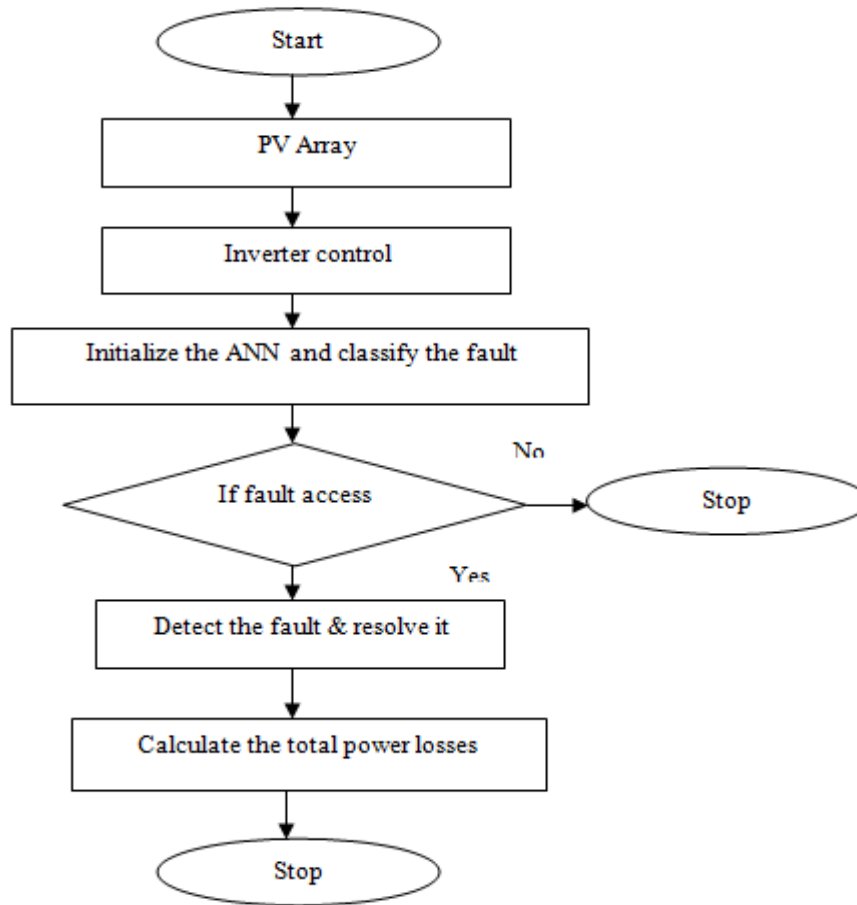 Start
PV Array
Inverter control
Initialize the ANN and classify the fault
No
If fault access
Stop
Yes
Detect the fault & resolve it
Calculate the total power losses
Stop